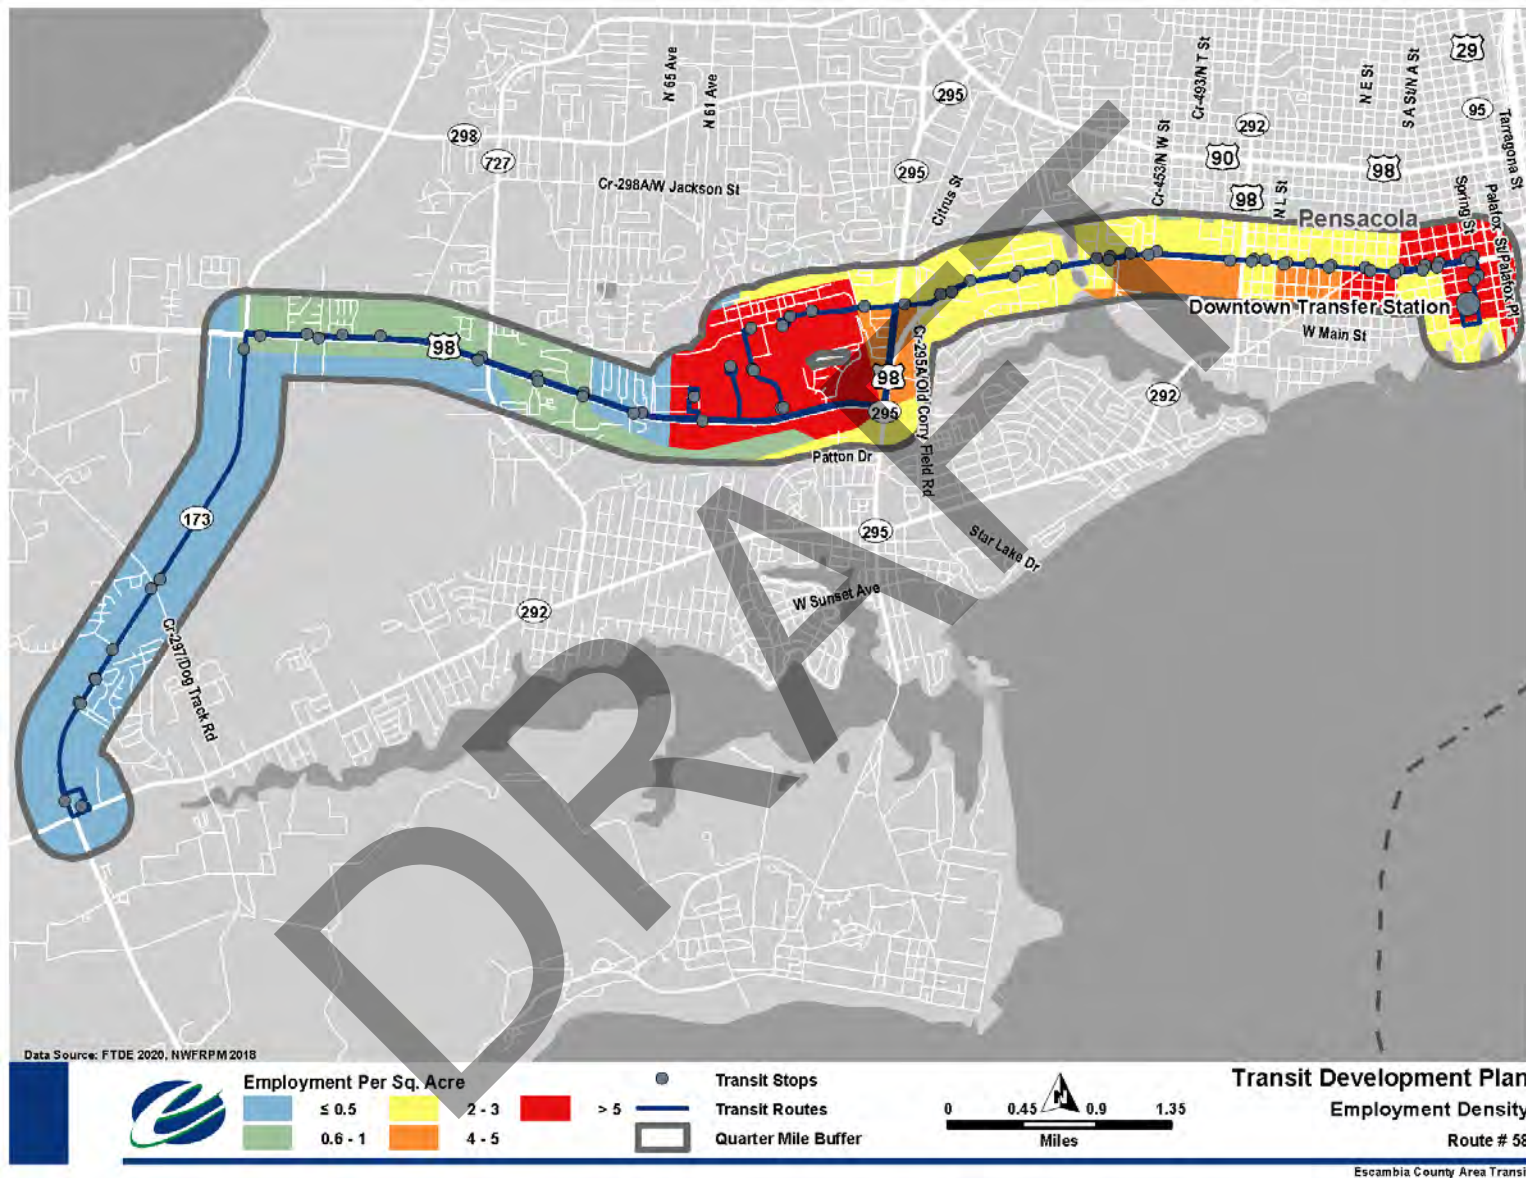 N 65 Ave
N 61 Ave
Cr-493/N T St
N E St
S A St/N A St
29
295
95
Tarragona St
298
727
292
90
98
295
Cr-453/N W St
Cr-298A/W Jackson St
Citrus St
98
N L St
Spring St
Palafox St/Palafox Pl
Pensacola
Downtown Transfer Station
W Main St
98
98
Cr-295A/Old Corry Field Rd
292
295
Patton Dr
173
295
Star Lake Dr
W Sunset Ave
292
Cr-297/Dog Track Rd
DRAFT
Data Source: FTDE 2020, NWFRPM 2018
Employment Per Sq. Acre
≤ 0.5
2 - 3
> 5
0.6 - 1
4 - 5
Transit Stops
Transit Routes
Quarter Mile Buffer
N
0 0.45 0.9 1.35
Miles
Transit Development Plan
Employment Density
Route # 58
Escambia County Area Transi